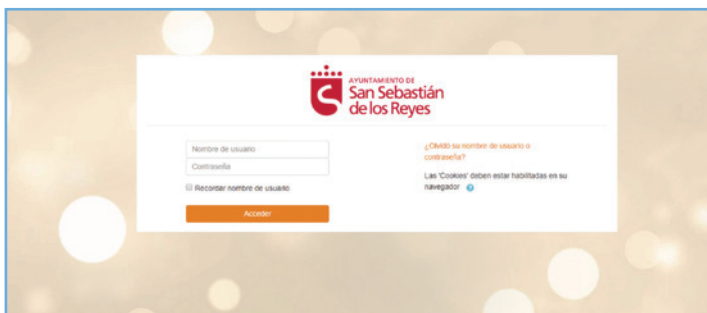 AYUNTAMIENTO DE
San Sebastián
de los Reyes
Nombre de usuario
Contraseña
Recordar nombre de usuario
Acceder
¿Olvidó su nombre de usuario o
contraseña?
Las 'Cookies' deben estar habilitadas en su
navegador